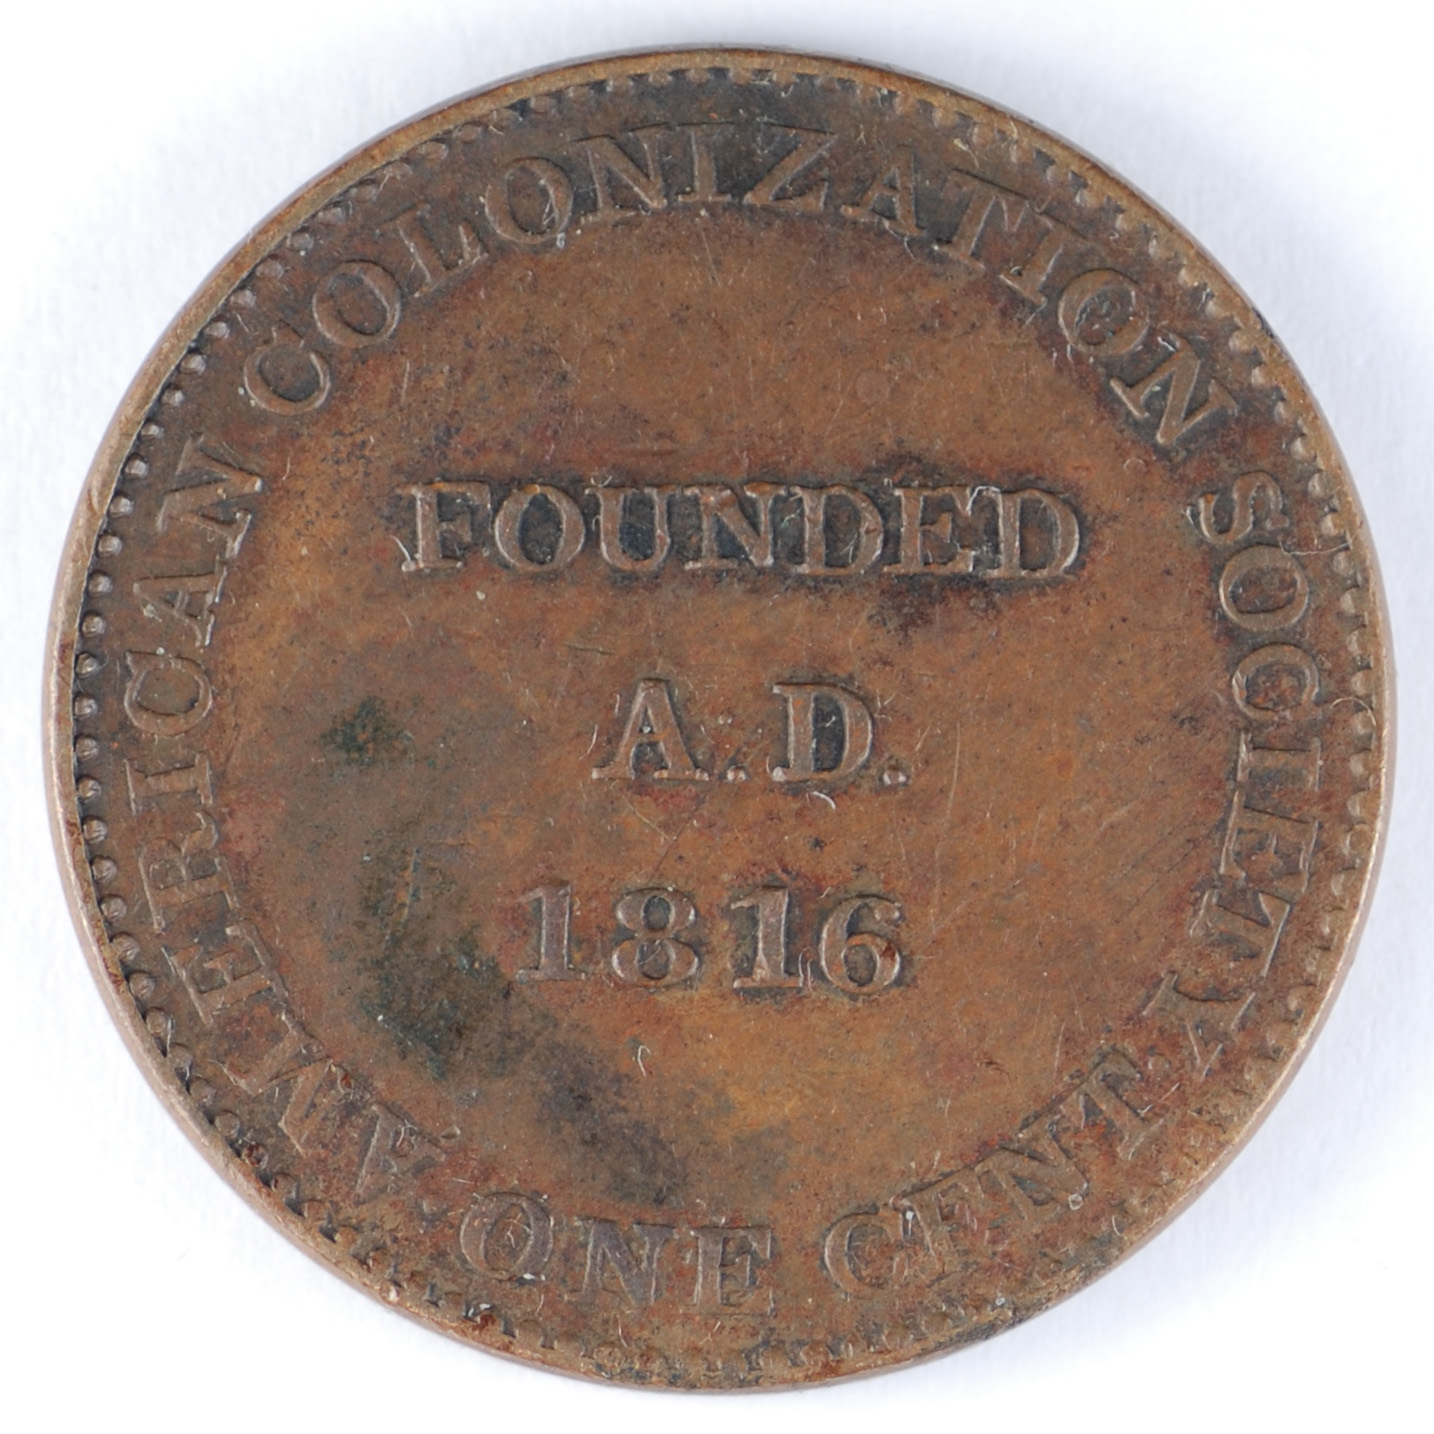 AMERICAN COLONIZATION SOCIETY.
FOUNDED
A.D.
1816
.ONE CENT